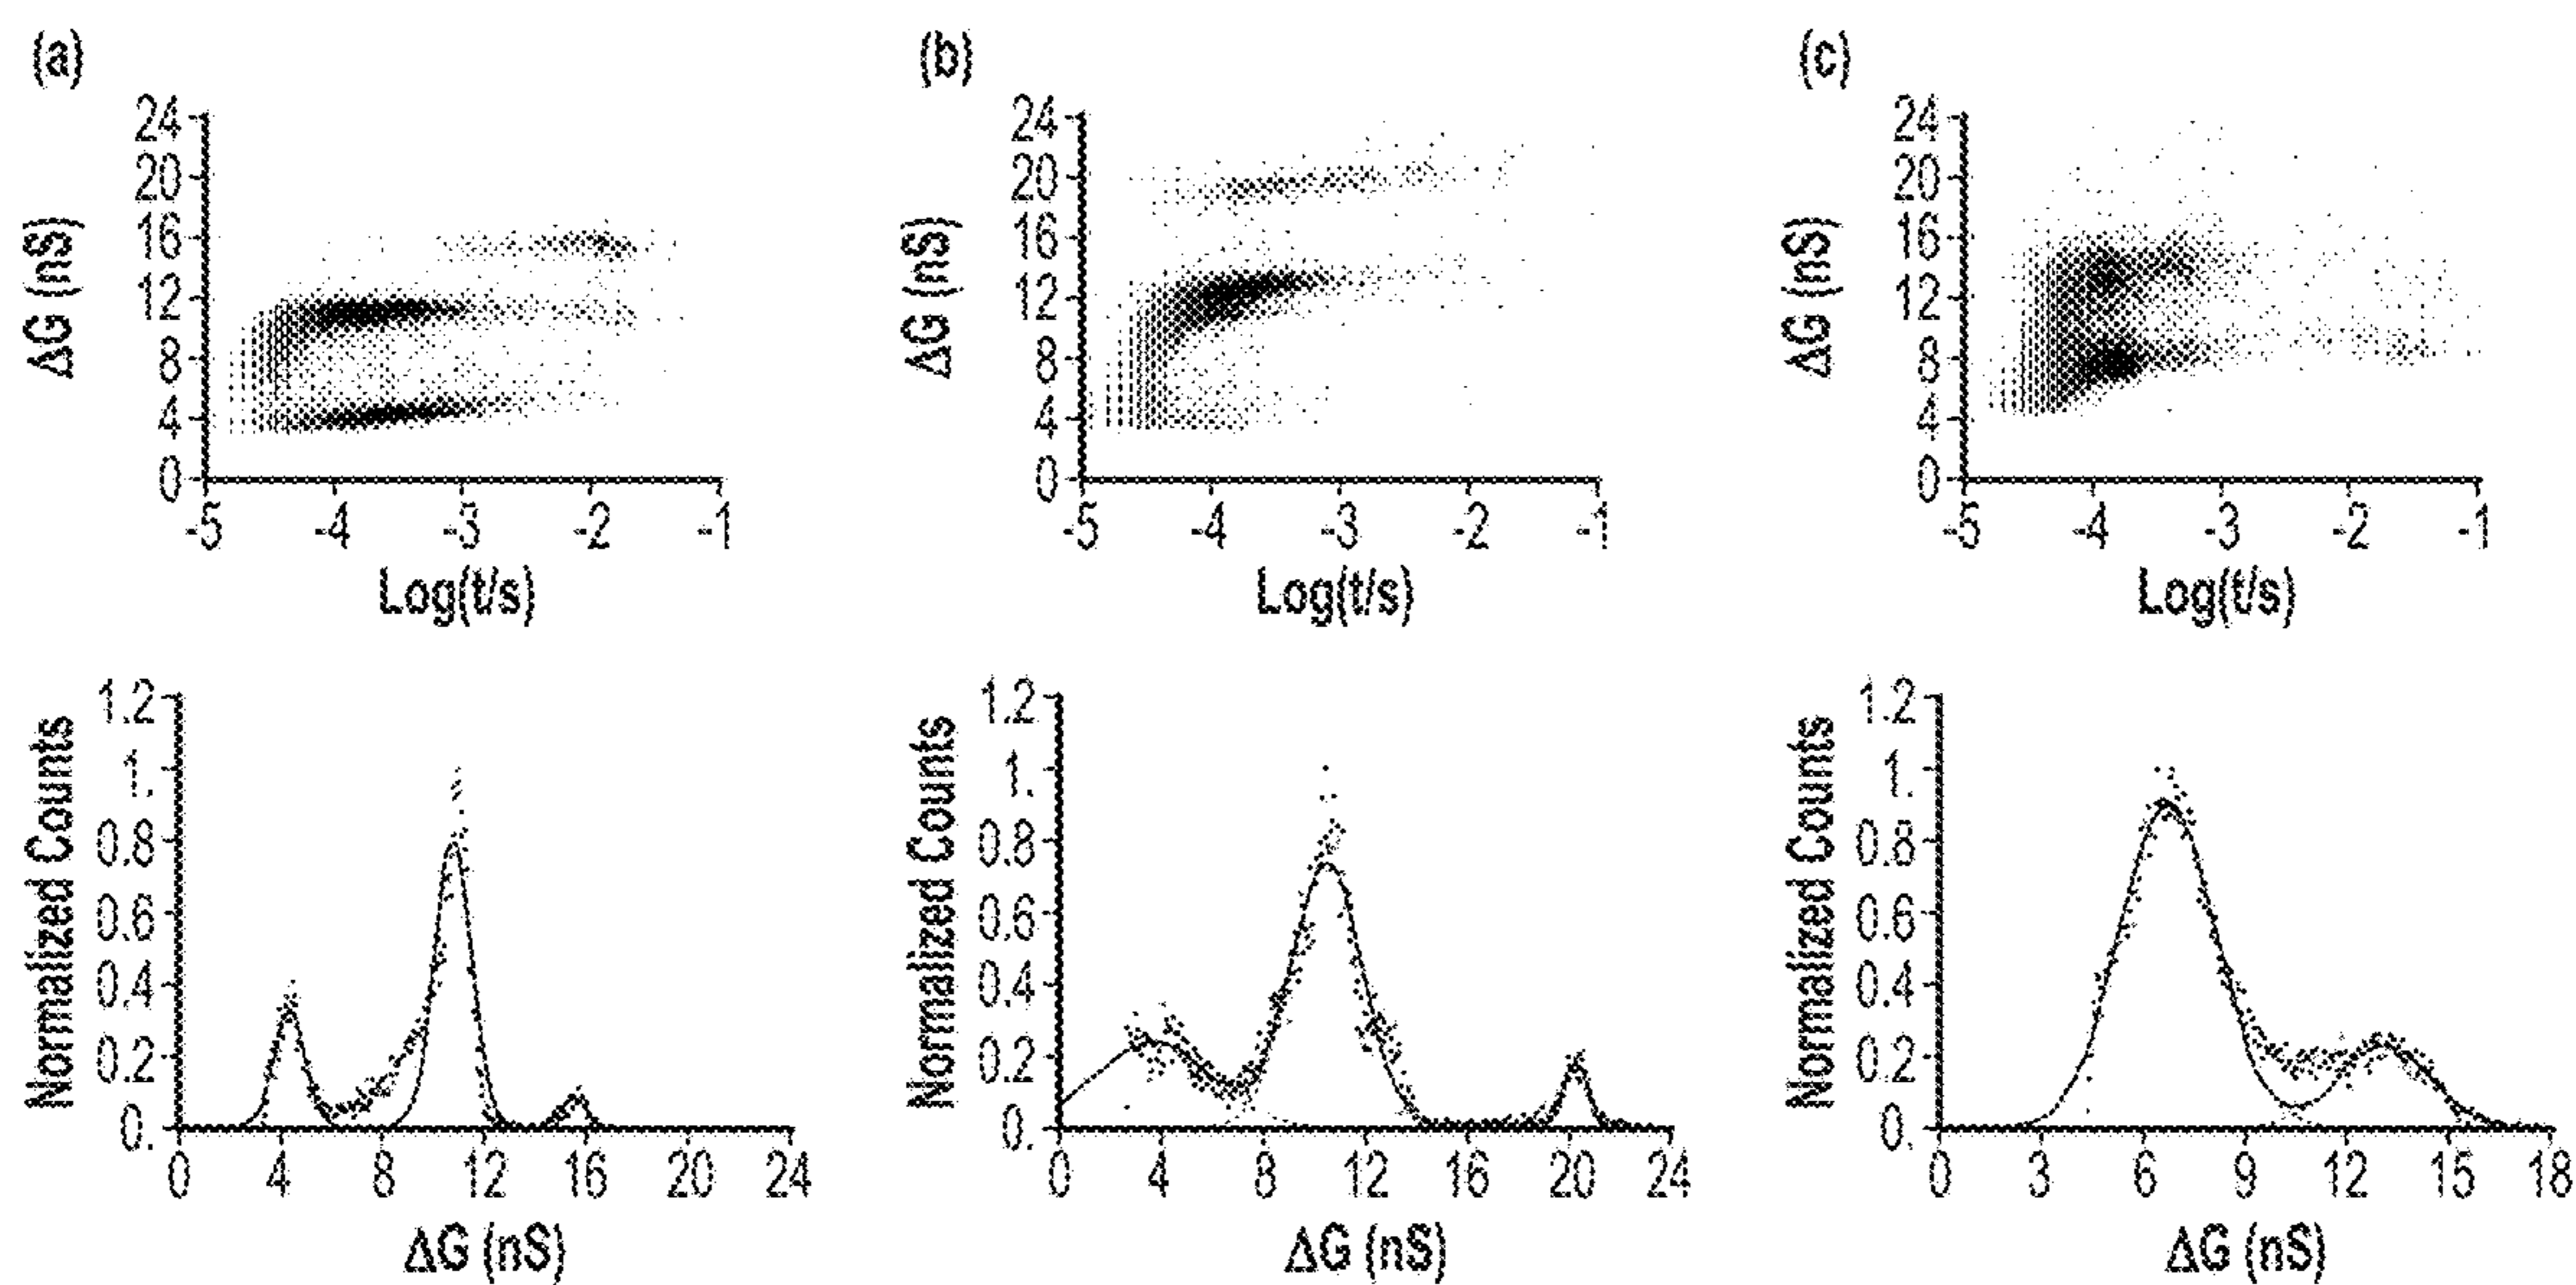 (a)
(b)
(c)
24
20
16
12
8
4
0
ΔG (nS)
-5 -4 -3 -2 -1
Log(t/s)
24
20
16
12
8
4
0
ΔG (nS)
-5 -4 -3 -2 -1
Log(t/s)
24
20
16
12
8
4
0
ΔG (nS)
-5 -4 -3 -2 -1
Log(t/s)
1.2
1.
0.8
0.6
0.4
0.2
0.
Normalized Counts
0 4 8 12 16 20 24
ΔG (nS)
1.2
1.
0.8
0.6
0.4
0.2
0.
Normalized Counts
0 4 8 12 16 20 24
ΔG (nS)
1.2
1.
0.8
0.6
0.4
0.2
0.
Normalized Counts
0 3 6 9 12 15 18
ΔG (nS)